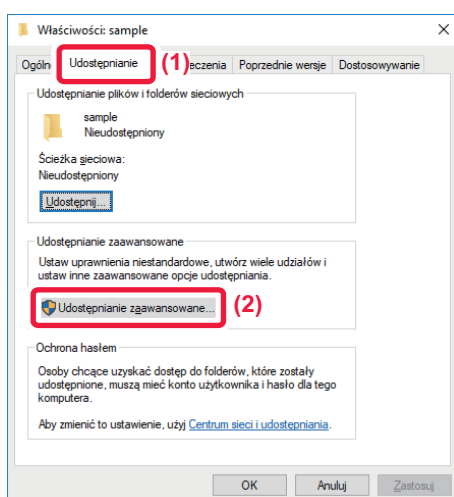 Właściwości: sample
Udostępnianie (1) Poprzednie wersje Dostosowywanie
Udostępnianie plików i folderów sieciowych
sample
Nieudostępniony
Ścieżka sieciowa:
Nieudostępniony
Udostępnij...
Udostępnianie zaawansowane
Ustaw uprawnienia niestandardowe, utwórz wiele udziałów i
ustaw inne zaawansowane opcje udostępniania.
Udostępnianie zaawansowane... (2)
Ochrona hasłem
Osoby chcące uzyskać dostęp do folderów, które zostały
udostępnione, muszą mieć konto użytkownika i hasło dla tego
komputera.
Aby zmienić to ustawienie, użyj Centrum sieci i udostępniania.
OK Anuluj Zastosuj